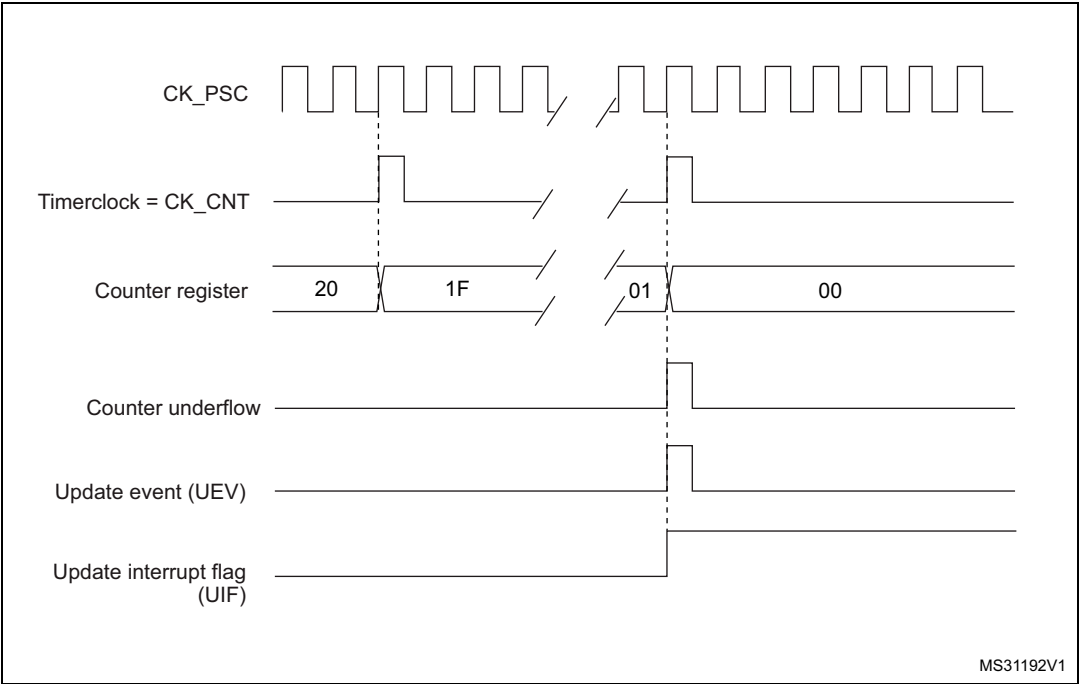 CK_PSC
Timerclock = CK_CNT
Counter register
20
1F
01
00
Counter underflow
Update event (UEV)
Update interrupt flag
(UIF)
MS31192V1